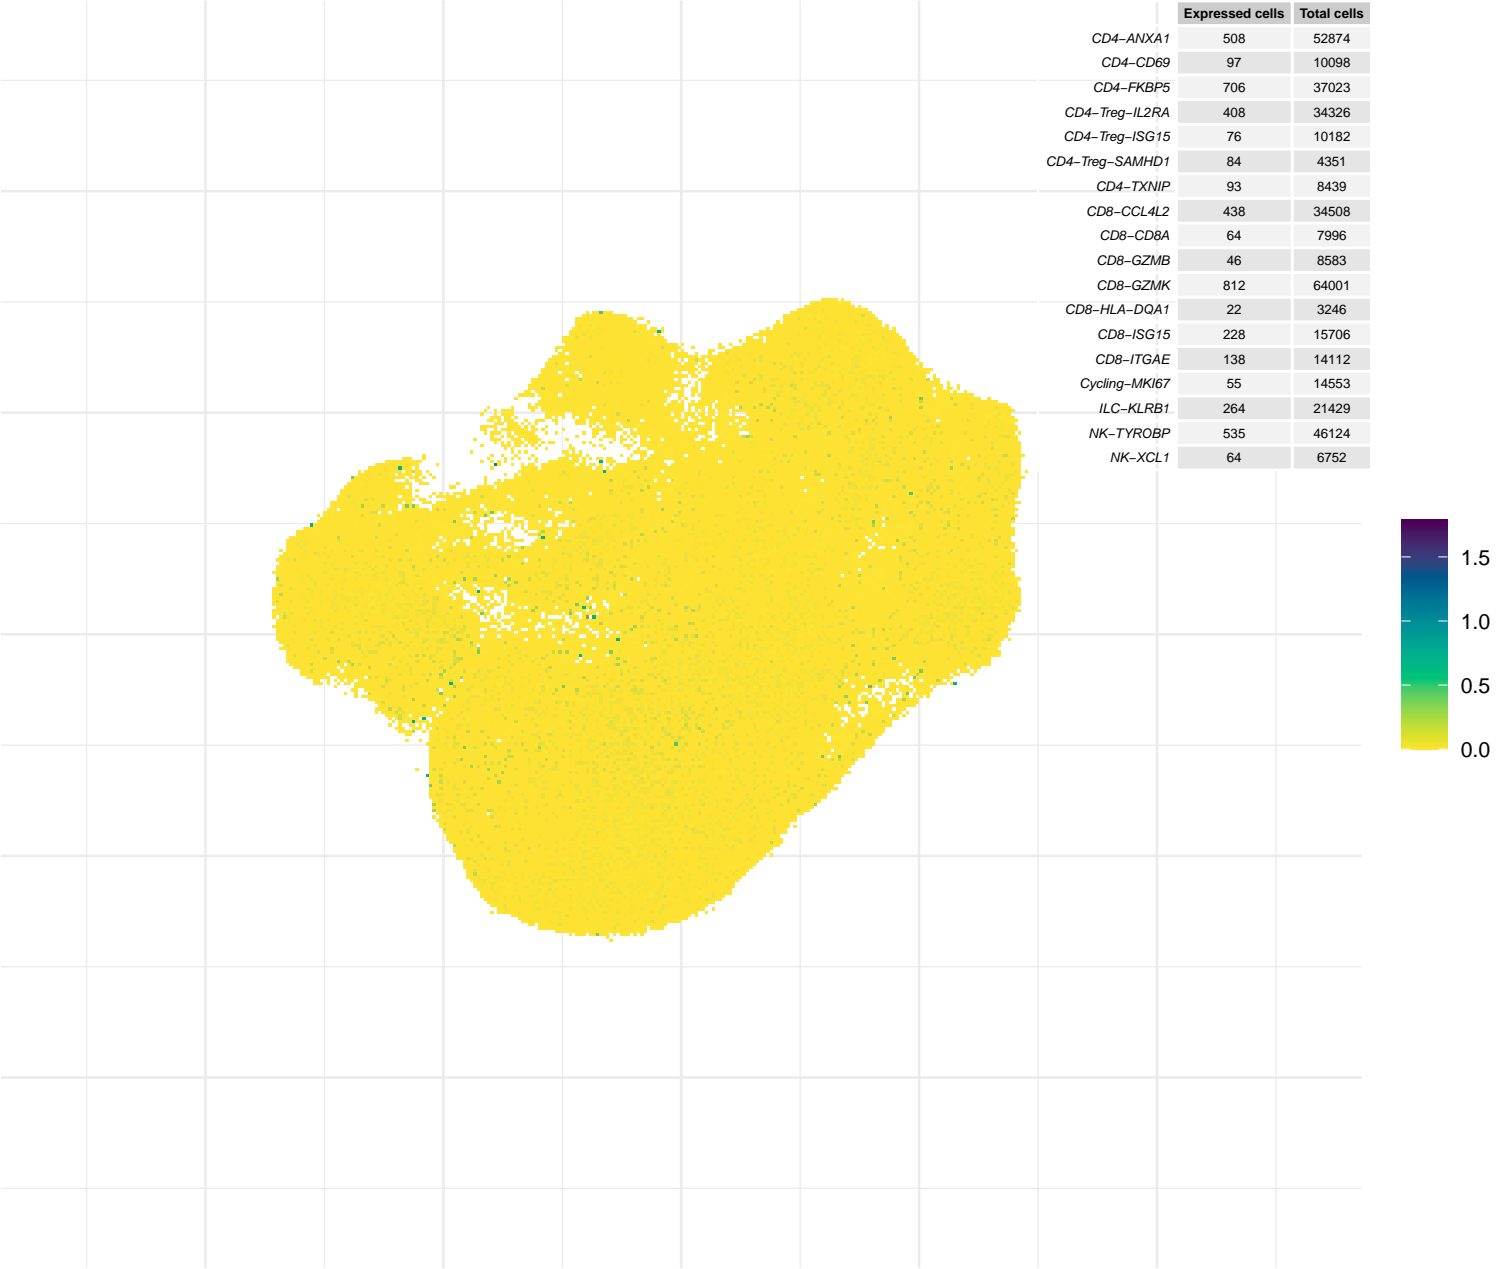 Expressed cells Total cells
CD4−ANXA1 508 52874
CD4−CD69 97 10098
CD4−FKBP5 706 37023
CD4−Treg−IL2RA 408 34326
CD4−Treg−ISG15 76 10182
CD4−Treg−SAMHD1 84 4351
CD4−TXNIP 93 8439
CD8−CCL4L2 438 34508
CD8−CD8A 64 7996
CD8−GZMB 46 8583
CD8−GZMK 812 64001
CD8−HLA−DQA1 22 3246
CD8−ISG15 228 15706
CD8−ITGAE 138 14112
Cycling−MKI67 55 14553
ILC−KLRB1 264 21429
NK−TYROBP 535 46124
NK−XCL1 64 6752
1.5
1.0
0.5
0.0